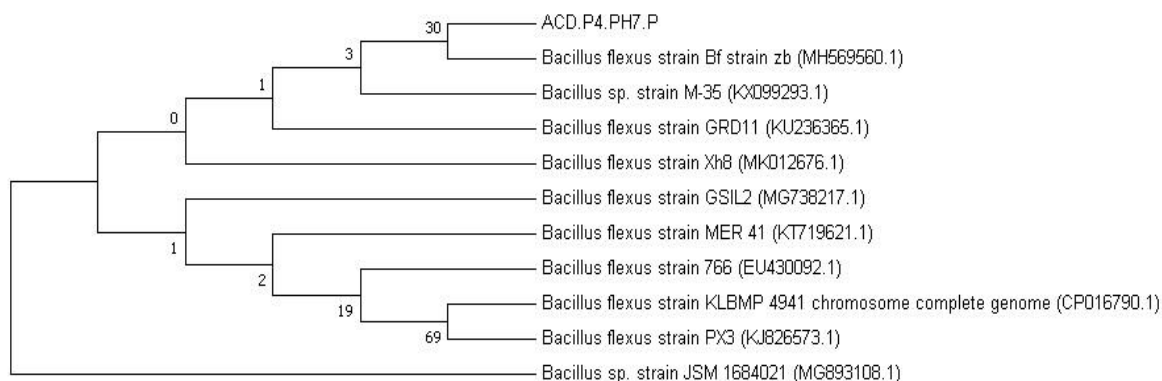 ACD.P4.PH7.P
30
Bacillus flexus strain Bf strain zb (MH569560.1)
3
Bacillus sp. strain M-35 (KX099293.1)
1
Bacillus flexus strain GRD11 (KU236365.1)
0
Bacillus flexus strain Xh8 (MK012676.1)
Bacillus flexus strain GSIL2 (MG738217.1)
1
Bacillus flexus strain MER 41 (KT719621.1)
2
Bacillus flexus strain 766 (EU430092.1)
19
Bacillus flexus strain KLBMP 4941 chromosome complete genome (CP016790.1)
69
Bacillus flexus strain PX3 (KJ826573.1)
Bacillus sp. strain JSM 1684021 (MG893108.1)